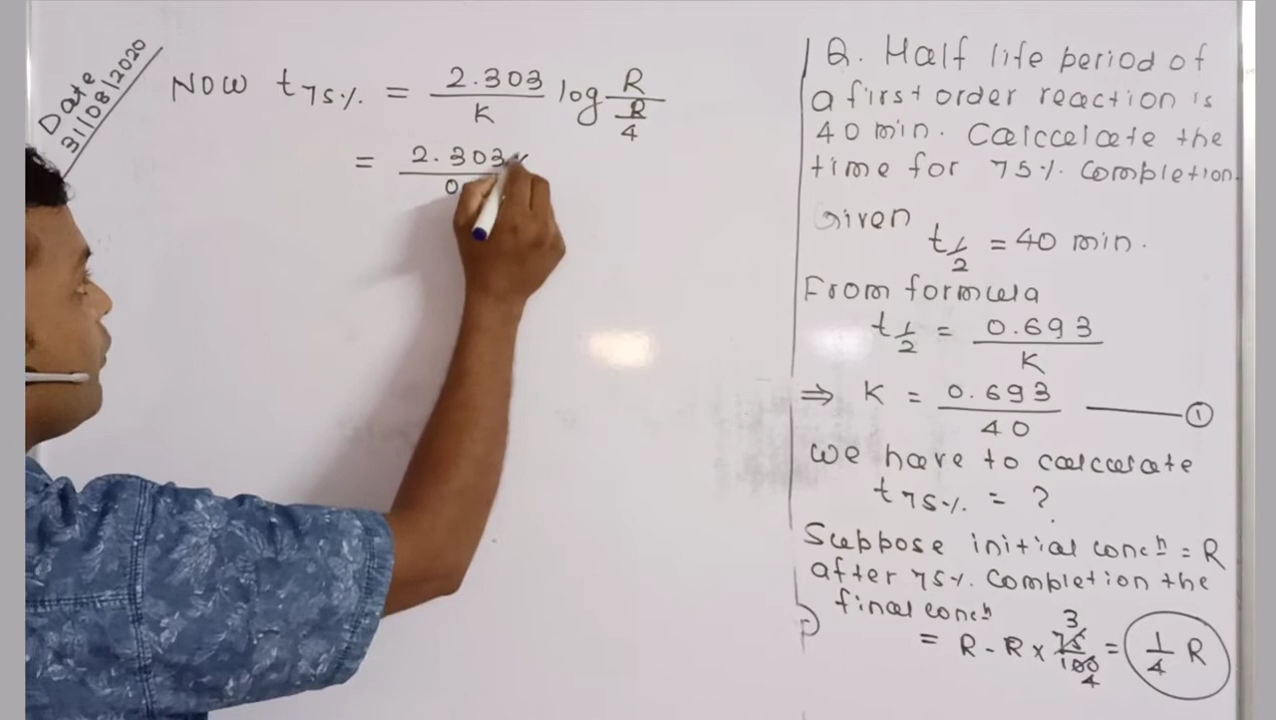 Date
31/08/2020
Now t75% = 2.303/K log R/(R/4)
= 2.303×/0
Q. Half life period of
a first order reaction is
40 min. Calculate the
time for 75% completion.
Given
t1/2 = 40 min.
From formula
t1/2 = 0.693/K
⇒ K = 0.693/40 —— ①
we have to calculate
t75% = ?
Suppose initial concⁿ = R
after 75% completion the
final concⁿ
= R - R × 75/100 3/4 = 1/4 R